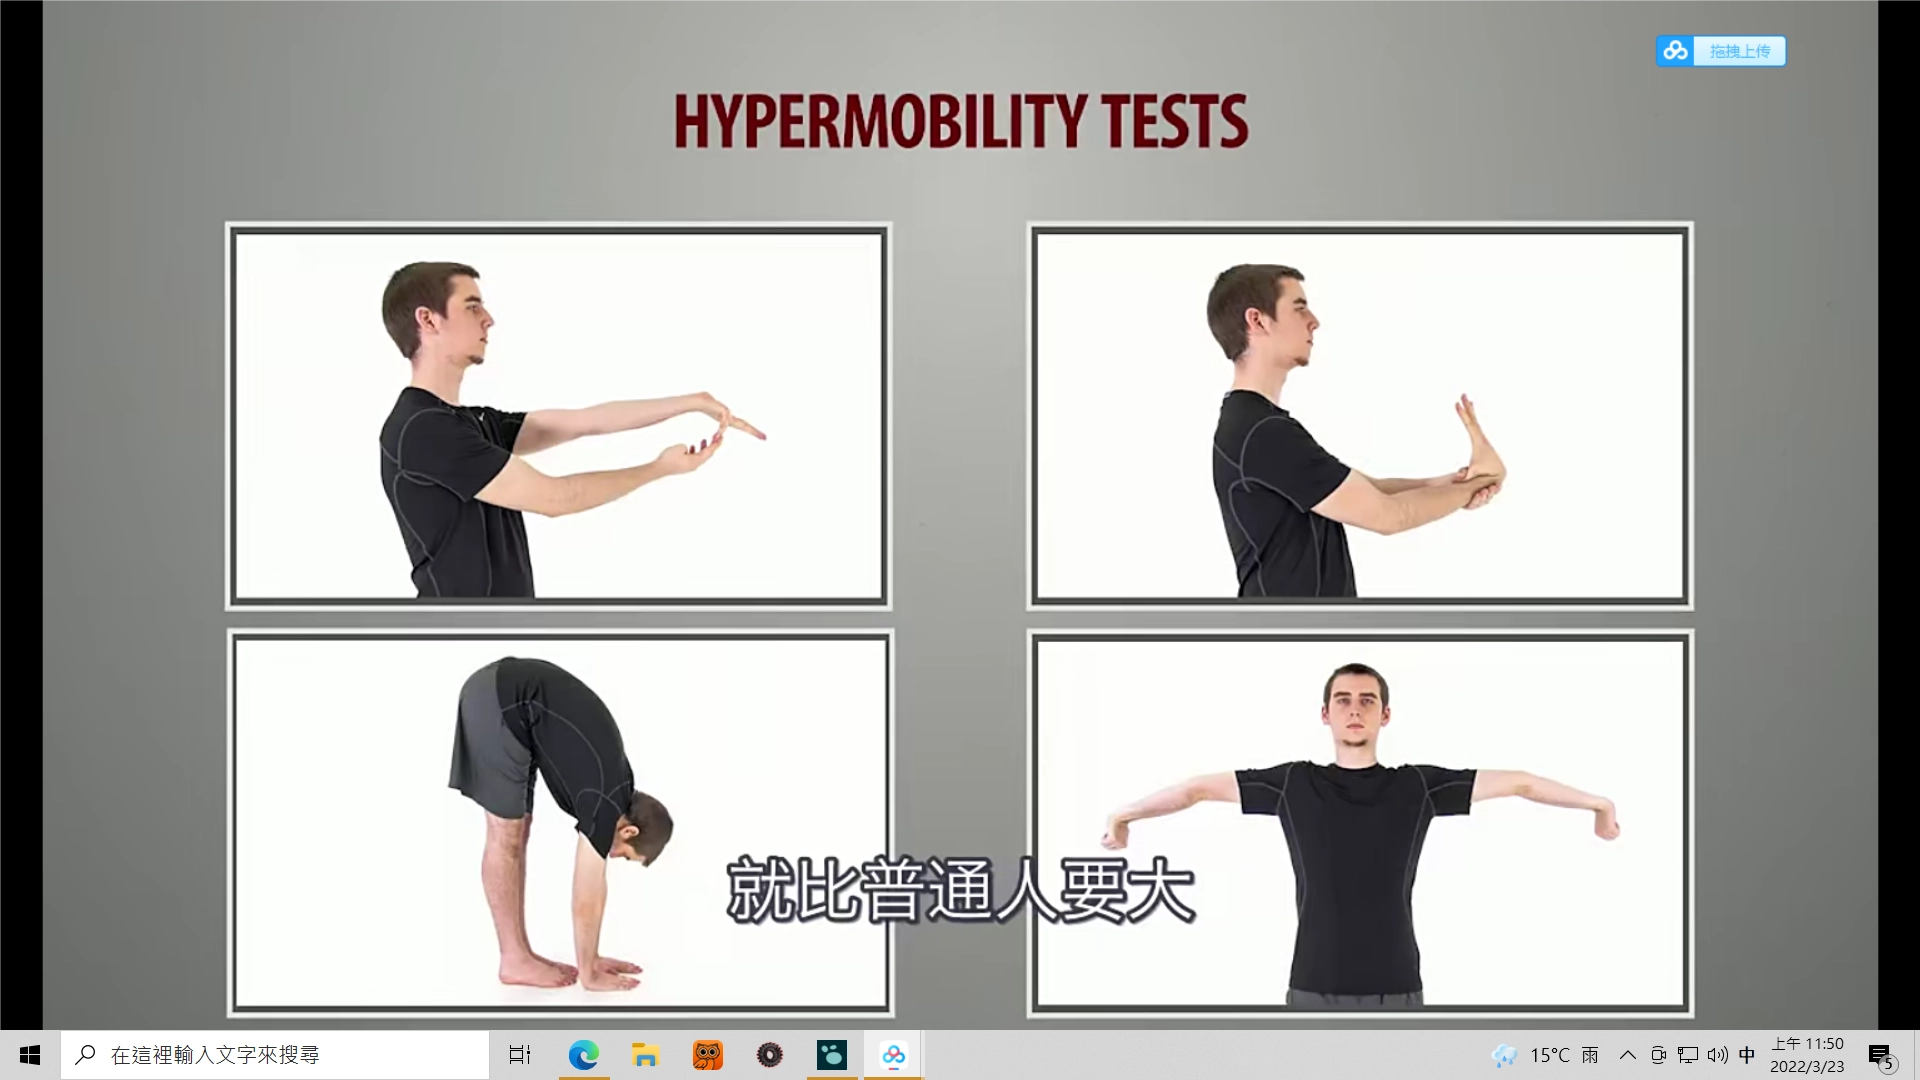 拖拽上传
HYPERMOBILITY TESTS
就比普通人要大
在這裡輸入文字來搜尋
15°C 雨
中
上午 11:50
2022/3/23
5